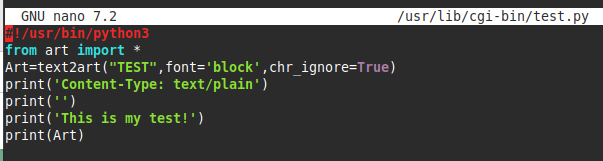 GNU nano 7.2 /usr/lib/cgi-bin/test.py
#!/usr/bin/python3
from art import *
Art=text2art("TEST",font='block',chr_ignore=True)
print('Content-Type: text/plain')
print('')
print('This is my test!')
print(Art)